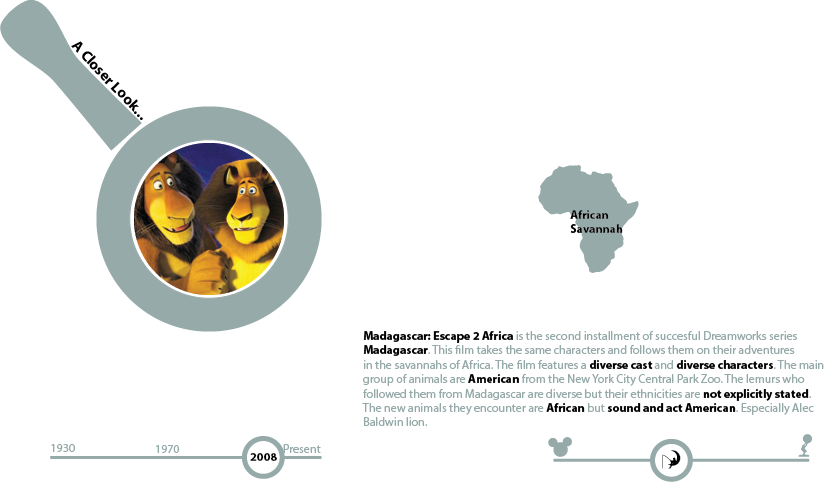 A Closer Look...
African
Savannah
Madagascar: Escape 2 Africa is the second installment of succesful Dreamworks series
Madagascar. This film takes the same characters and follows them on their adventures
in the savannahs of Africa. The film features a diverse cast and diverse characters. The main
group of animals are American from the New York City Central Park Zoo. The lemurs who
followed them from Madagascar are diverse but their ethnicities are not explicitly stated.
The new animals they encounter are African but sound and act American. Especially Alec
Baldwin lion.
1930 1970 2008 Present